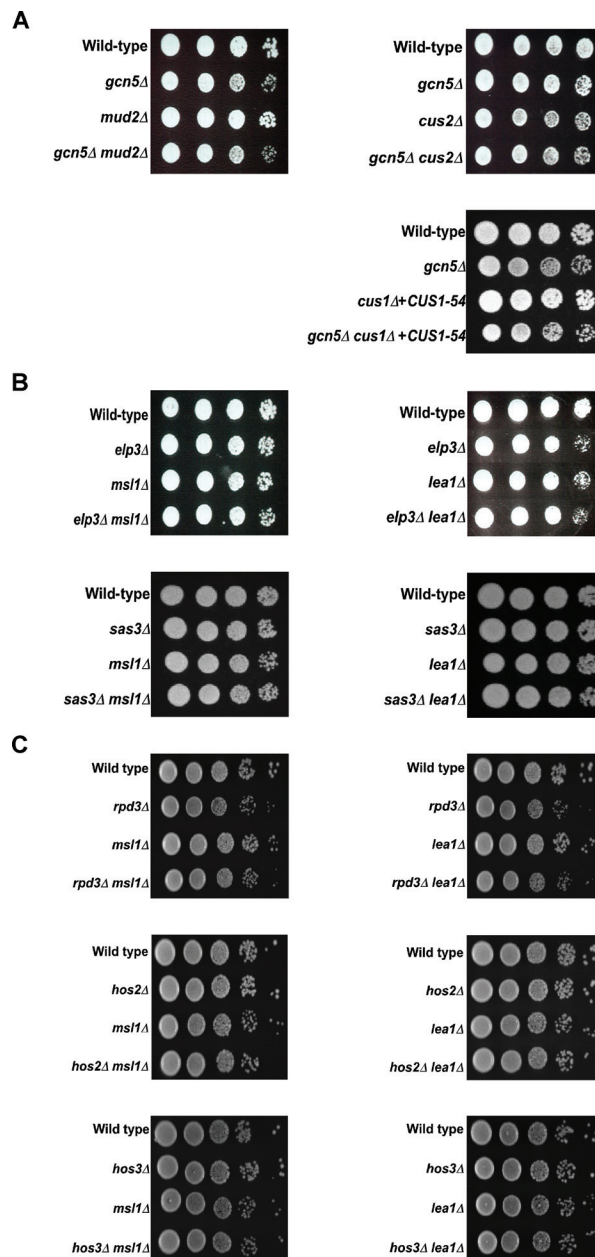 A
Wild-type
gcn5Δ
mud2Δ
gcn5Δ mud2Δ
Wild-type
gcn5Δ
cus2Δ
gcn5Δ cus2Δ
Wild-type
gcn5Δ
cus1Δ+CUS1-54
gcn5Δ cus1Δ +CUS1-54
B
Wild-type
elp3Δ
msl1Δ
elp3Δ msl1Δ
Wild-type
elp3Δ
lea1Δ
elp3Δ lea1Δ
Wild-type
sas3Δ
msl1Δ
sas3Δ msl1Δ
Wild-type
sas3Δ
lea1Δ
sas3Δ lea1Δ
C
Wild type
rpd3Δ
msl1Δ
rpd3Δ msl1Δ
Wild type
rpd3Δ
lea1Δ
rpd3Δ lea1Δ
Wild type
hos2Δ
msl1Δ
hos2Δ msl1Δ
Wild type
hos2Δ
lea1Δ
hos2Δ lea1Δ
Wild type
hos3Δ
msl1Δ
hos3Δ msl1Δ
Wild type
hos3Δ
lea1Δ
hos3Δ lea1Δ